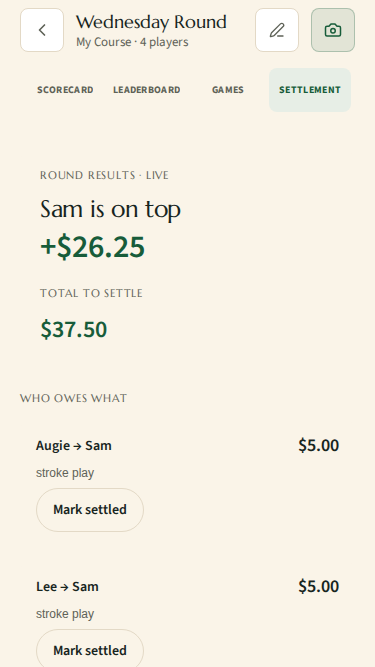 Wednesday Round
My Course · 4 players
SCORECARD LEADERBOARD GAMES SETTLEMENT
ROUND RESULTS · LIVE
Sam is on top
+$26.25
TOTAL TO SETTLE
$37.50
WHO OWES WHAT
Augie → Sam $5.00
stroke play
Mark settled
Lee → Sam $5.00
stroke play
Mark settled